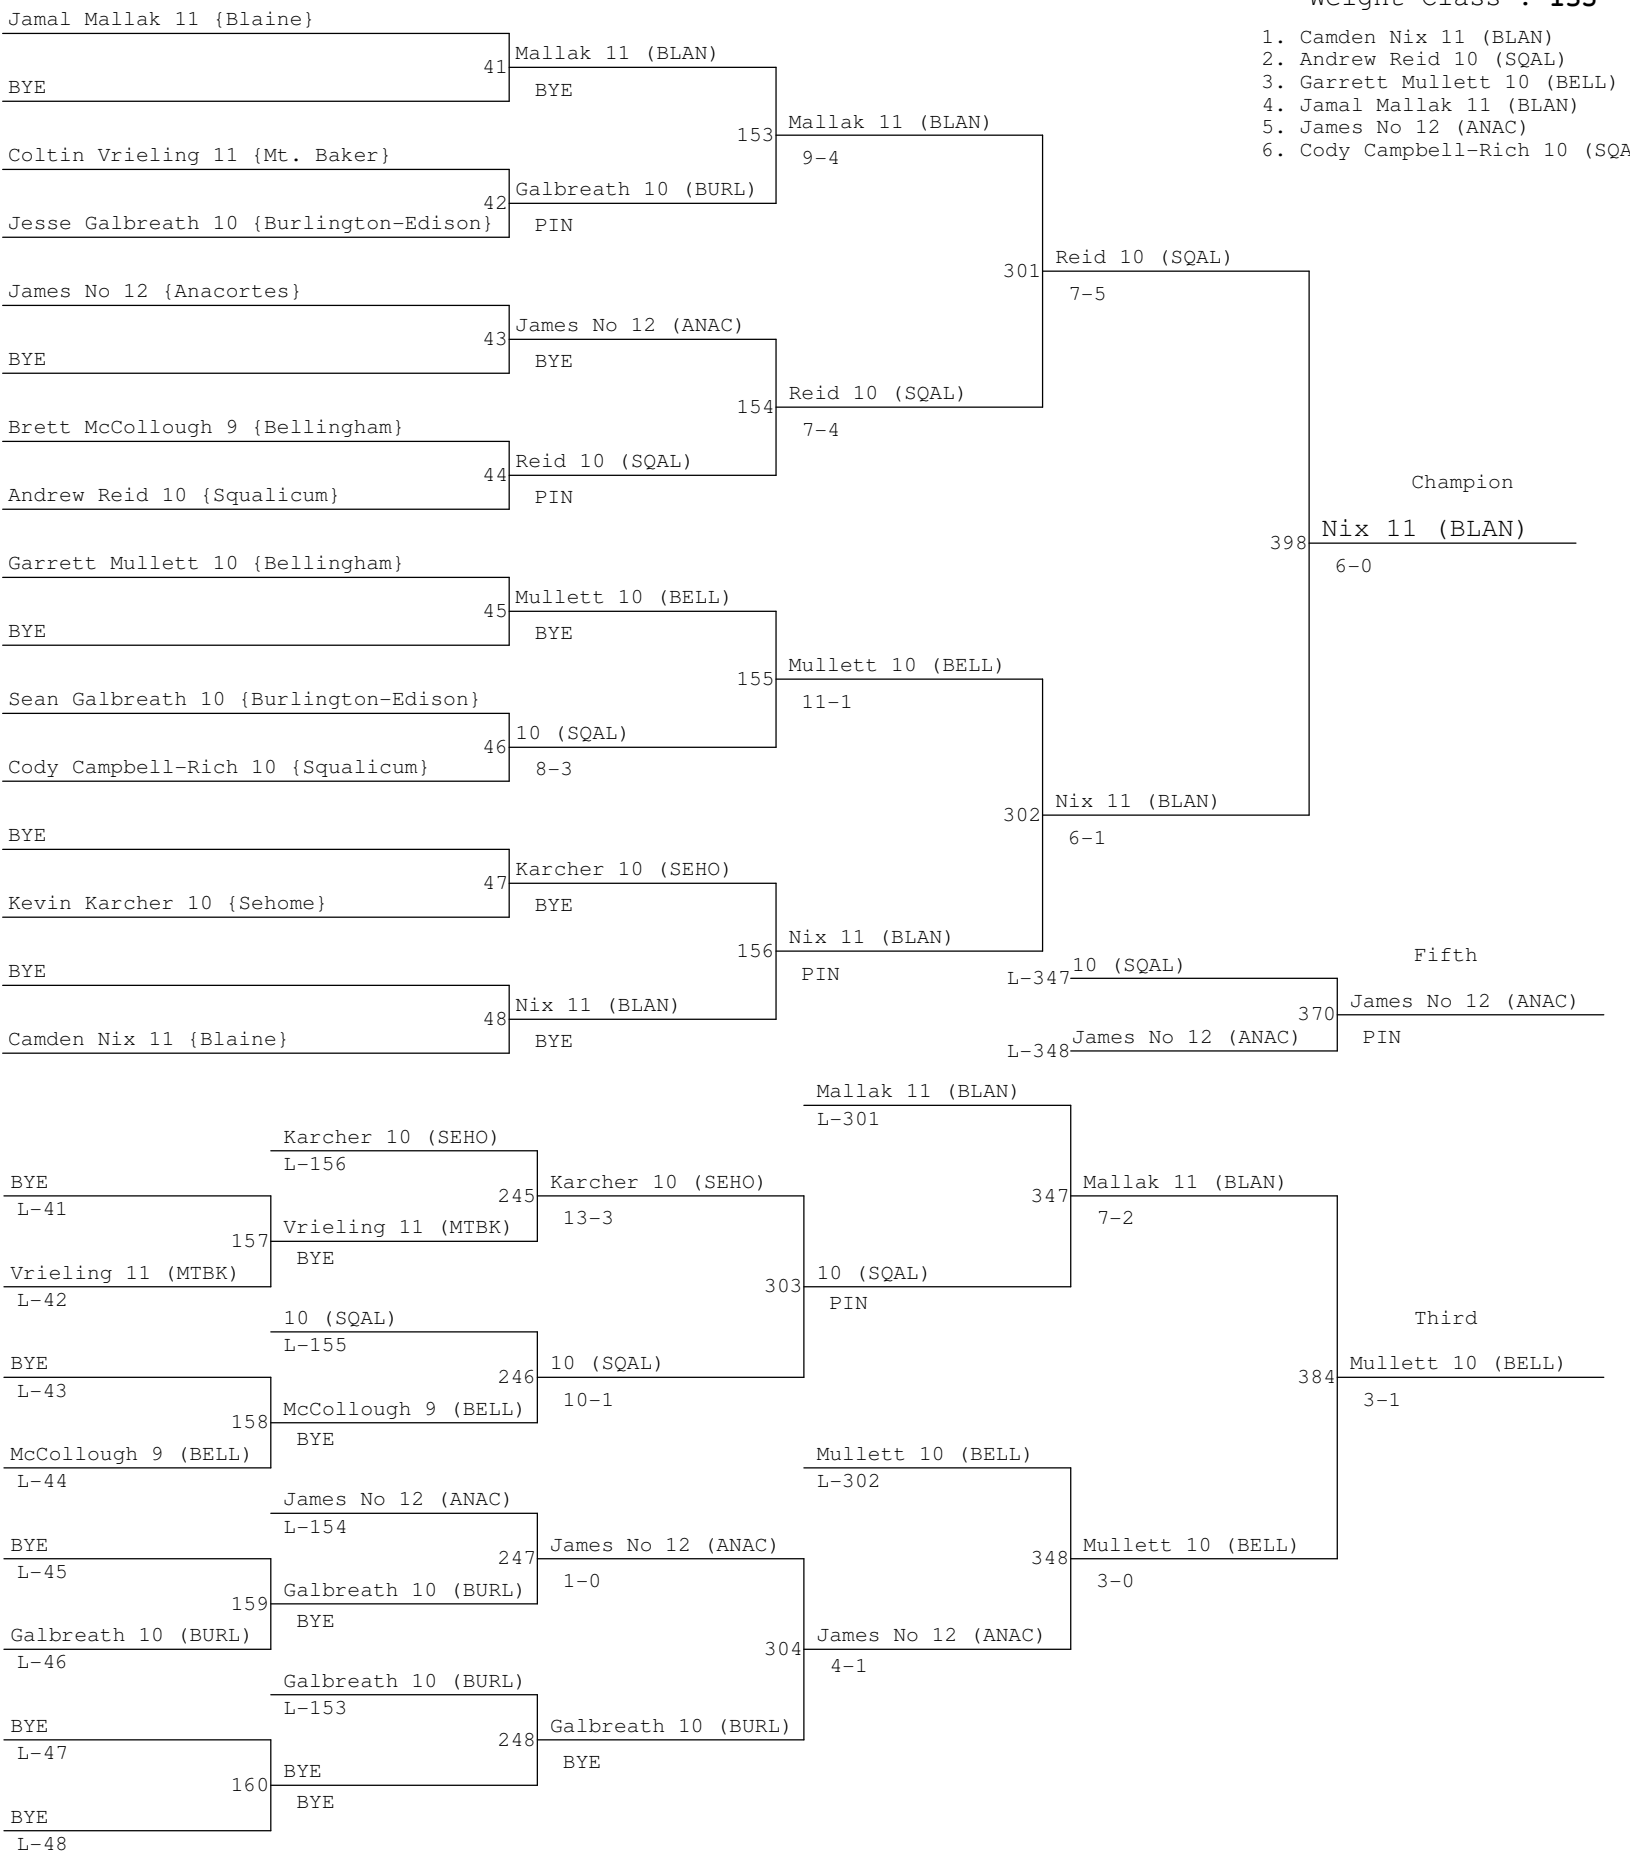 Weight Class : 135
1. Camden Nix 11 (BLAN)
2. Andrew Reid 10 (SQAL)
3. Garrett Mullett 10 (BELL)
4. Jamal Mallak 11 (BLAN)
5. James No 12 (ANAC)
6. Cody Campbell-Rich 10 (SQA
Jamal Mallak 11 {Blaine}
41
Mallak 11 (BLAN)
BYE
BYE
153
Mallak 11 (BLAN)
9-4
Coltin Vrieling 11 {Mt. Baker}
42
Galbreath 10 (BURL)
PIN
Jesse Galbreath 10 {Burlington-Edison}
301
Reid 10 (SQAL)
7-5
James No 12 {Anacortes}
43
James No 12 (ANAC)
BYE
BYE
154
Reid 10 (SQAL)
7-4
Brett McCollough 9 {Bellingham}
44
Reid 10 (SQAL)
PIN
Andrew Reid 10 {Squalicum}
Champion
398
Nix 11 (BLAN)
6-0
Garrett Mullett 10 {Bellingham}
45
Mullett 10 (BELL)
BYE
BYE
155
Mullett 10 (BELL)
11-1
Sean Galbreath 10 {Burlington-Edison}
46
10 (SQAL)
8-3
Cody Campbell-Rich 10 {Squalicum}
302
Nix 11 (BLAN)
6-1
BYE
47
Karcher 10 (SEHO)
BYE
Kevin Karcher 10 {Sehome}
156
Nix 11 (BLAN)
PIN
BYE
48
Nix 11 (BLAN)
BYE
Camden Nix 11 {Blaine}
Fifth
L-347
10 (SQAL)
370
James No 12 (ANAC)
PIN
L-348
James No 12 (ANAC)
Mallak 11 (BLAN)
L-301
Karcher 10 (SEHO)
L-156
BYE
L-41
245
Karcher 10 (SEHO)
13-3
347
Mallak 11 (BLAN)
7-2
157
Vrieling 11 (MTBK)
BYE
Vrieling 11 (MTBK)
L-42
303
10 (SQAL)
PIN
10 (SQAL)
L-155
Third
BYE
L-43
246
10 (SQAL)
10-1
384
Mullett 10 (BELL)
3-1
158
McCollough 9 (BELL)
BYE
McCollough 9 (BELL)
L-44
Mullett 10 (BELL)
L-302
James No 12 (ANAC)
L-154
BYE
L-45
247
James No 12 (ANAC)
1-0
348
Mullett 10 (BELL)
3-0
159
Galbreath 10 (BURL)
BYE
Galbreath 10 (BURL)
L-46
304
James No 12 (ANAC)
4-1
Galbreath 10 (BURL)
L-153
BYE
L-47
248
Galbreath 10 (BURL)
BYE
160
BYE
BYE
BYE
L-48